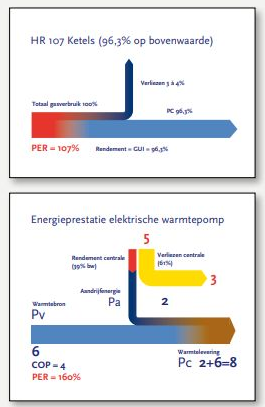 HR 107 Ketels (96,3% op bovenwaarde)
Verliezen 3 à 4%
Totaal gasverbruik 100%
PC 96,3%
PER = 107%
Rendement = GUI = 96,3%
Energieprestatie elektrische warmtepomp
5
Rendement centrale
(39% bw)
Verliezen centrale
(61%)
3
Aandrijfenergie
Pa
2
Warmtebron
Pv
6
COP = 4
PER = 160%
Warmtelevering
Pc 2+6=8